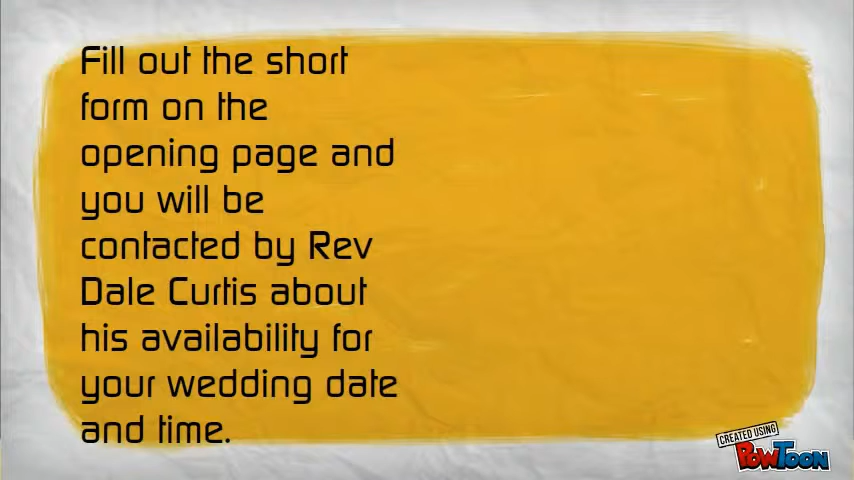 Fill out the short
form on the
opening page and
you will be
contacted by Rev
Dale Curtis about
his availability for
your wedding date
and time.
CREATED USING
POWTOON